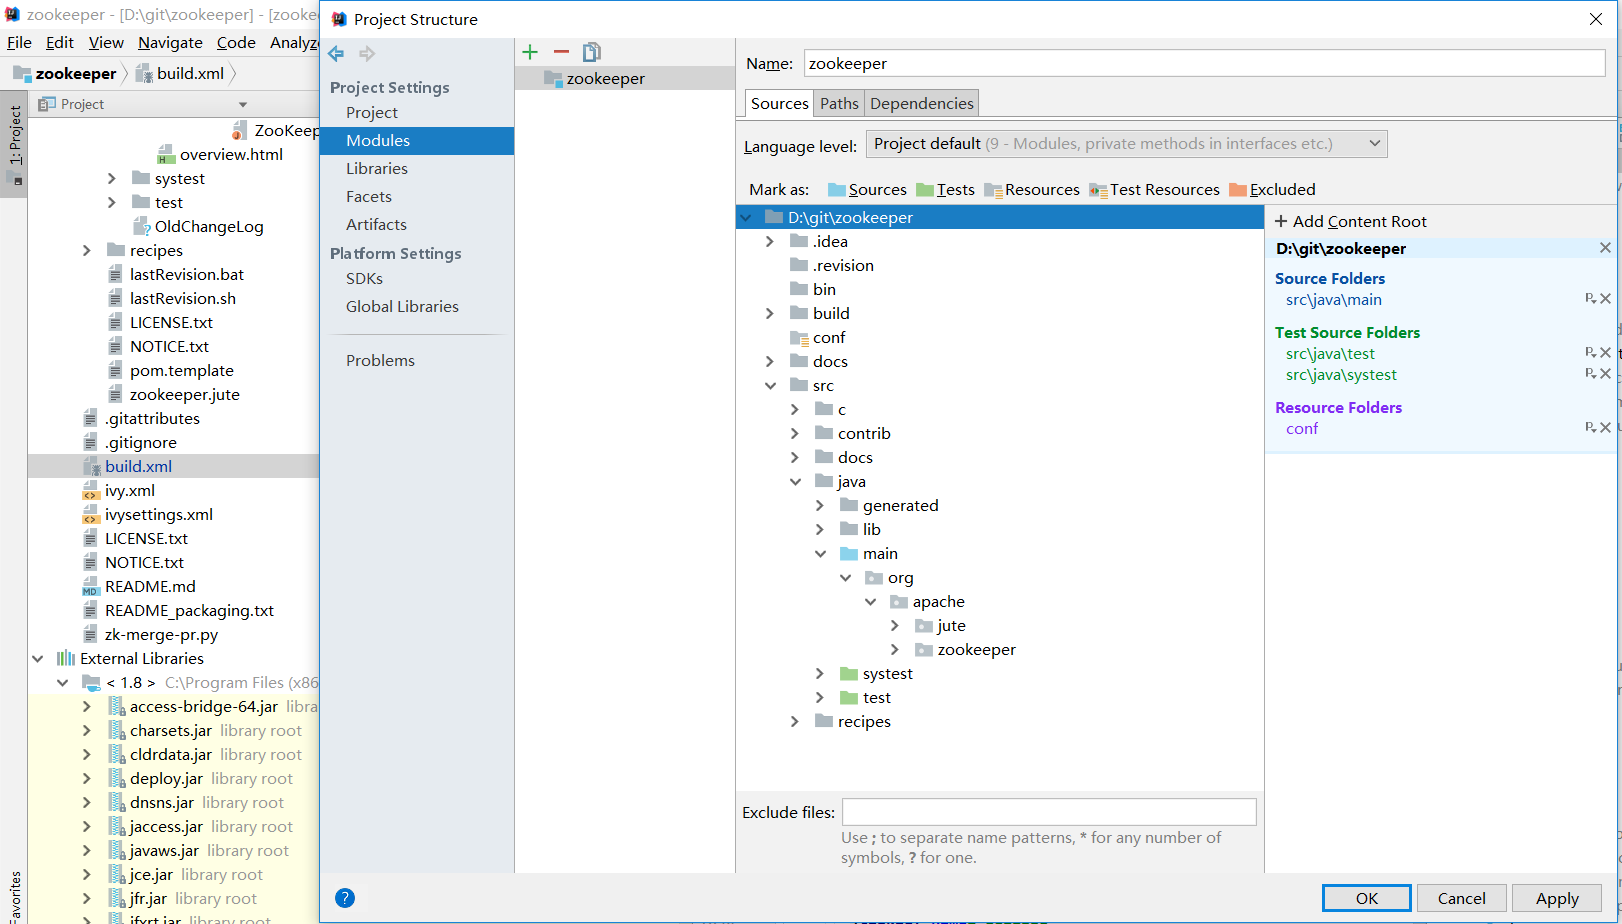 zookeeper - [D:\git\zookeeper] - [zooke
File Edit View Navigate Code Analyz
zookeeper build.xml
Project
1: Project
ZooKeep
overview.html
systest
test
OldChangeLog
recipes
lastRevision.bat
lastRevision.sh
LICENSE.txt
NOTICE.txt
pom.template
zookeeper.jute
.gitattributes
.gitignore
build.xml
ivy.xml
ivysettings.xml
LICENSE.txt
NOTICE.txt
README.md
README_packaging.txt
zk-merge-pr.py
External Libraries
< 1.8 > C:\Program Files (x86
access-bridge-64.jar libra
charsets.jar library root
cldrdata.jar library root
deploy.jar library root
dnsns.jar library root
jaccess.jar library root
javaws.jar library root
jce.jar library root
jfr.jar library root
jfxrt.jar library root
Favorites
Project Structure
Project Settings
Project
Modules
Libraries
Facets
Artifacts
Platform Settings
SDKs
Global Libraries
Problems
zookeeper
Name: zookeeper
Sources Paths Dependencies
Language level: Project default (9 - Modules, private methods in interfaces etc.)
Mark as: Sources Tests Resources Test Resources Excluded
D:\git\zookeeper
.idea
.revision
bin
build
conf
docs
src
c
contrib
docs
java
generated
lib
main
org
apache
jute
zookeeper
systest
test
recipes
Exclude files:
Use ; to separate name patterns, * for any number of
symbols, ? for one.
+ Add Content Root
D:\git\zookeeper
Source Folders
src\java\main
Test Source Folders
src\java\test
src\java\systest
Resource Folders
conf
?
OK Cancel Apply